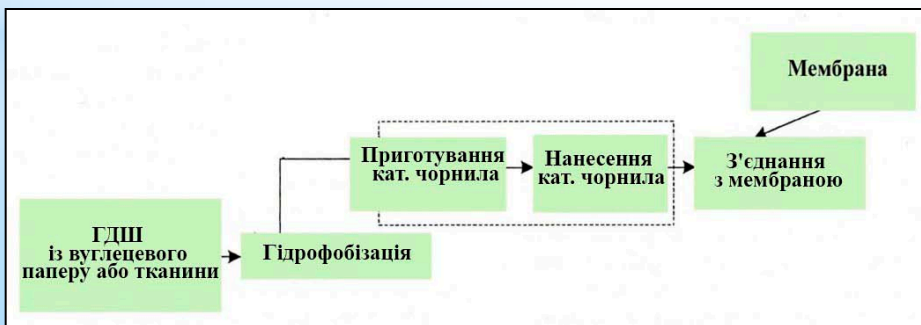 Мембрана
Приготування
кат. чорнила
Нанесення
кат. чорнила
З'єднання
з мембраною
ГДШ
із вуглецевого
паперу або тканини
Гідрофобізація